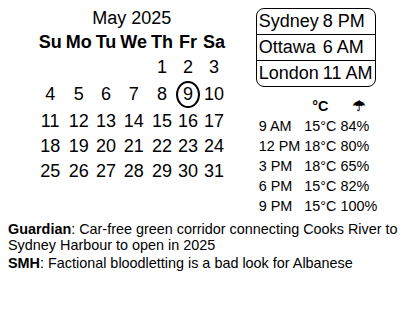 May 2025
Su Mo Tu We Th Fr Sa
1 2 3
4 5 6 7 8 9 10
11 12 13 14 15 16 17
18 19 20 21 22 23 24
25 26 27 28 29 30 31
Sydney 8 PM
Ottawa 6 AM
London 11 AM
°C ☂
9 AM 15°C 84%
12 PM 18°C 80%
3 PM 18°C 65%
6 PM 15°C 82%
9 PM 15°C 100%
Guardian: Car-free green corridor connecting Cooks River to
Sydney Harbour to open in 2025
SMH: Factional bloodletting is a bad look for Albanese